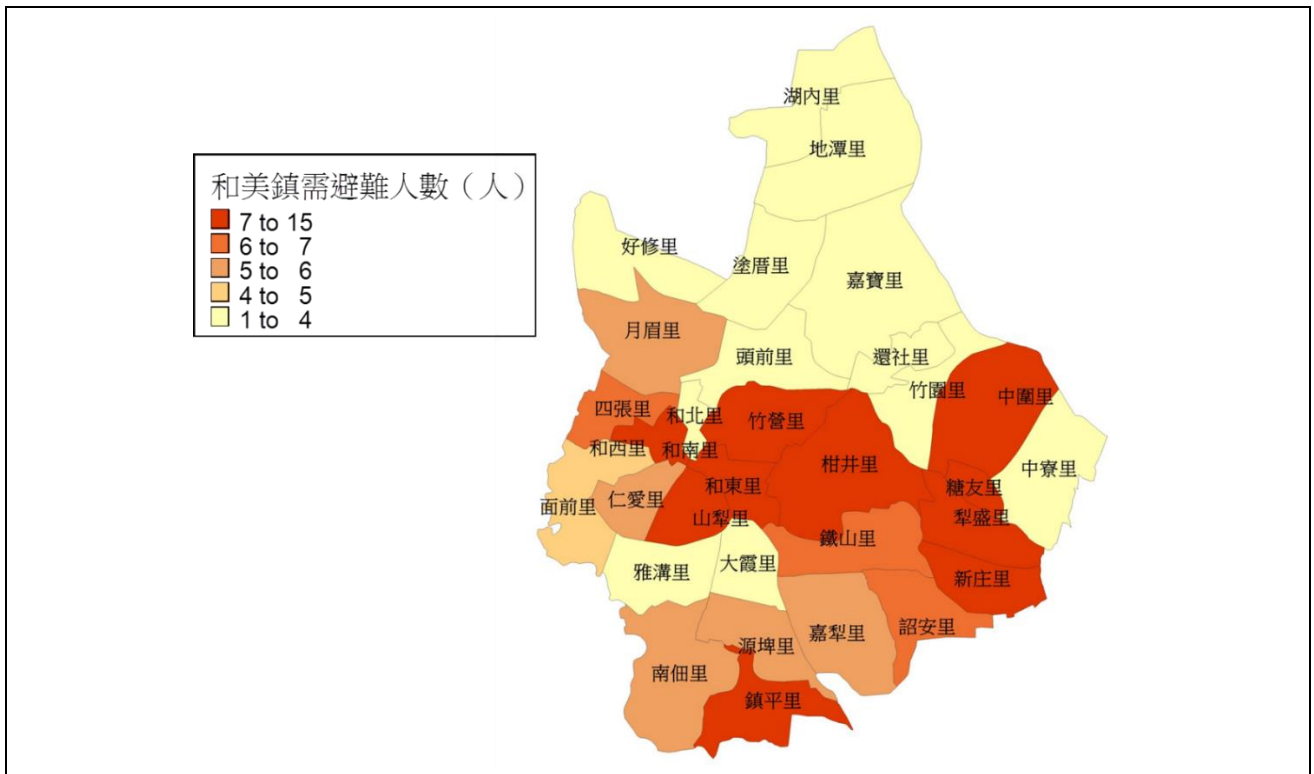 和美鎮需避難人數（人）
7 to 15
6 to 7
5 to 6
4 to 5
1 to 4
湖內里
地潭里
好修里
塗厝里
嘉寶里
月眉里
頭前里
還社里
竹園里
中圍里
四張里
和北里
竹營里
和西里
和南里
柑井里
中寮里
面前里
仁愛里
和東里
糖友里
山犁里
犁盛里
鐵山里
雅溝里
大霞里
新庄里
詔安里
源埤里
嘉犁里
南佃里
鎮平里